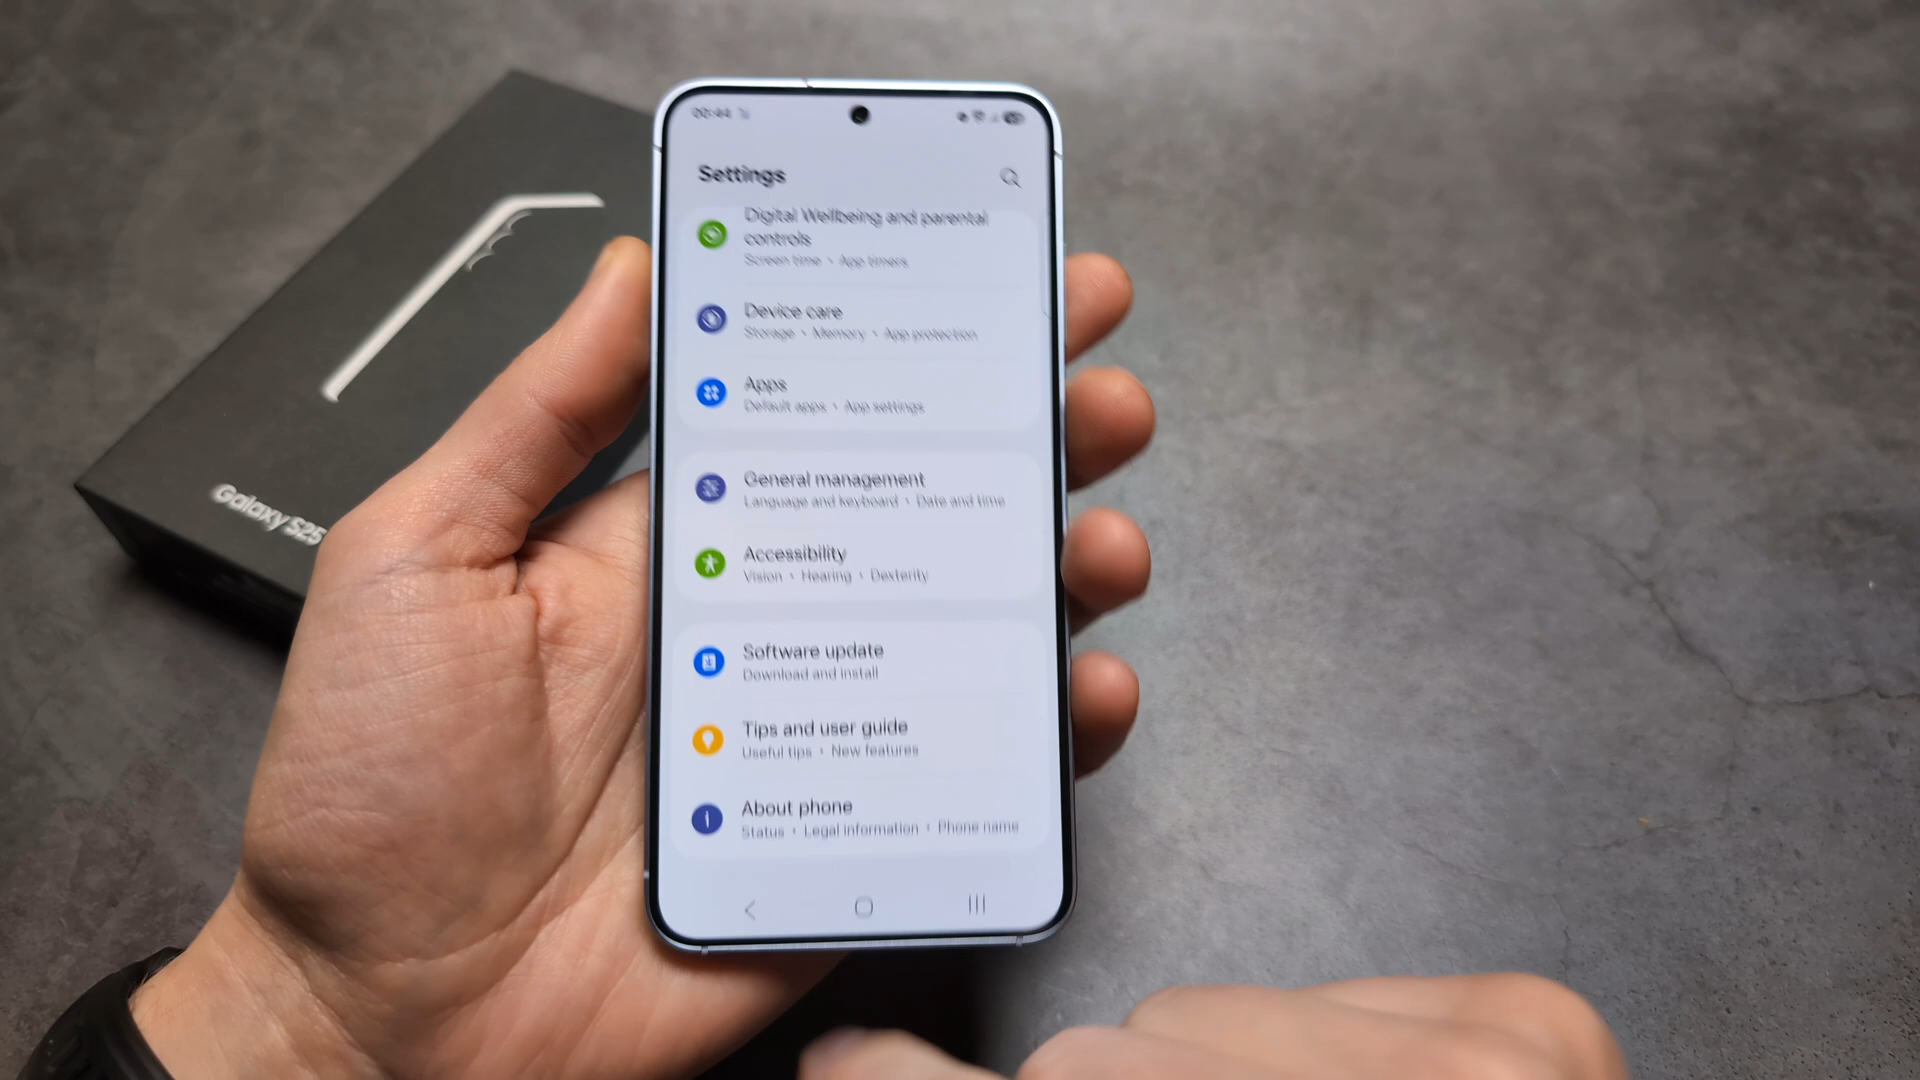 00:44
Settings
Digital Wellbeing and parental
controls
Screen time • App timers
Device care
Storage • Memory • App protection
Apps
Default apps • App settings
General management
Language and keyboard • Date and time
Accessibility
Vision • Hearing • Dexterity
Software update
Download and install
Tips and user guide
Useful tips • New features
About phone
Status • Legal information • Phone name
Galaxy S25